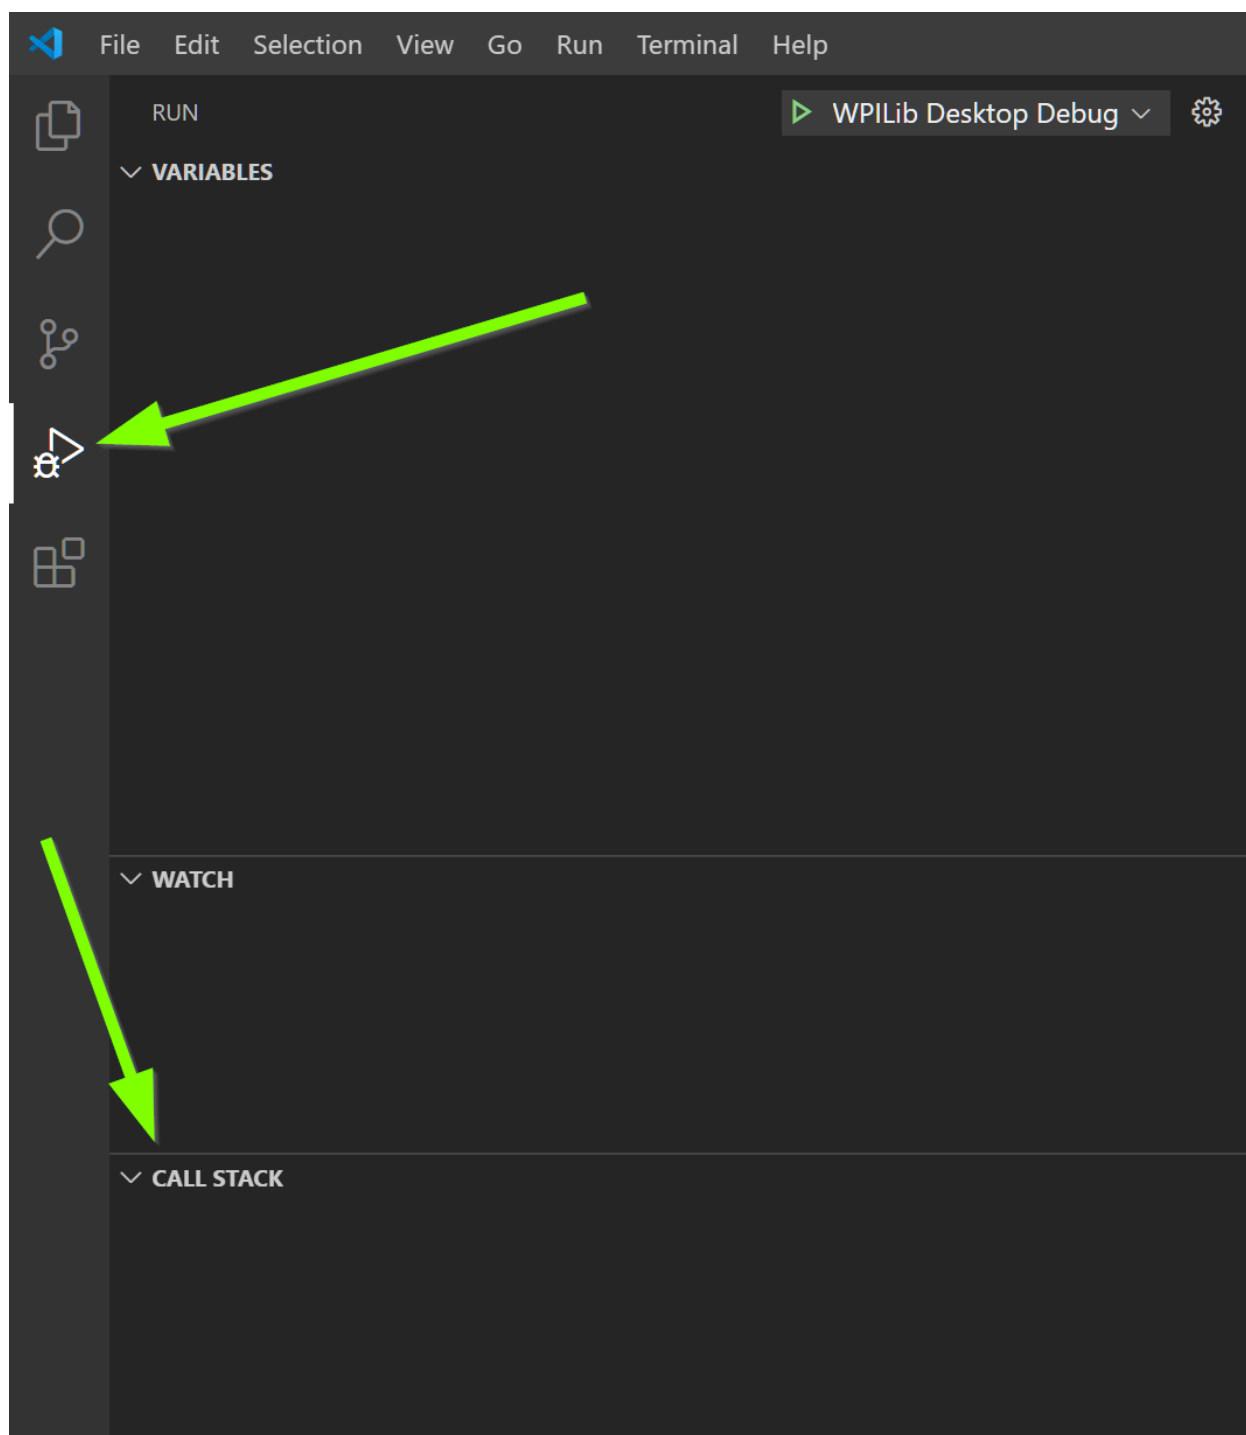 File Edit Selection View Go Run Terminal Help
RUN WPILib Desktop Debug
VARIABLES
WATCH
CALL STACK